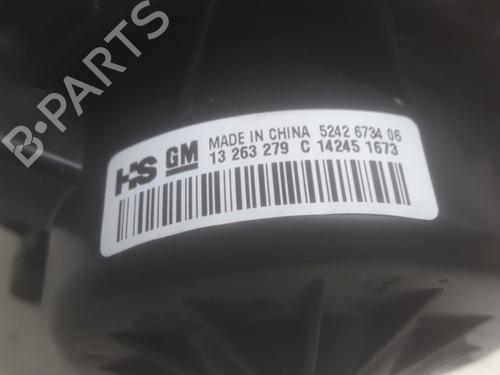 B-PARTS
HS GM MADE IN CHINA 5242 6734 06
13 263 279 C 14245 1673